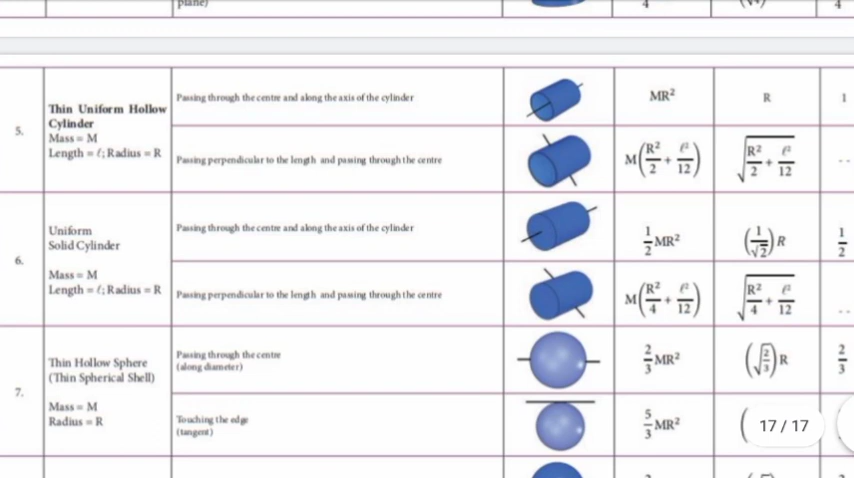 plane)
4
4
5.
Thin Uniform Hollow
Cylinder
Mass = M
Length = ℓ; Radius = R
Passing through the centre and along the axis of the cylinder
MR²
R
1
Passing perpendicular to the length and passing through the centre
M(R²/2 + ℓ²/12)
√(R²/2 + ℓ²/12)
--
6.
Uniform
Solid Cylinder
Mass = M
Length = ℓ; Radius = R
Passing through the centre and along the axis of the cylinder
1/2 MR²
(1/√2) R
1/2
Passing perpendicular to the length and passing through the centre
M(R²/4 + ℓ²/12)
√(R²/4 + ℓ²/12)
--
7.
Thin Hollow Sphere
(Thin Spherical Shell)
Mass = M
Radius = R
Passing through the centre
(along diameter)
2/3 MR²
(√2/3) R
2/3
Touching the edge
(tangent)
5/3 MR²
(
17 / 17